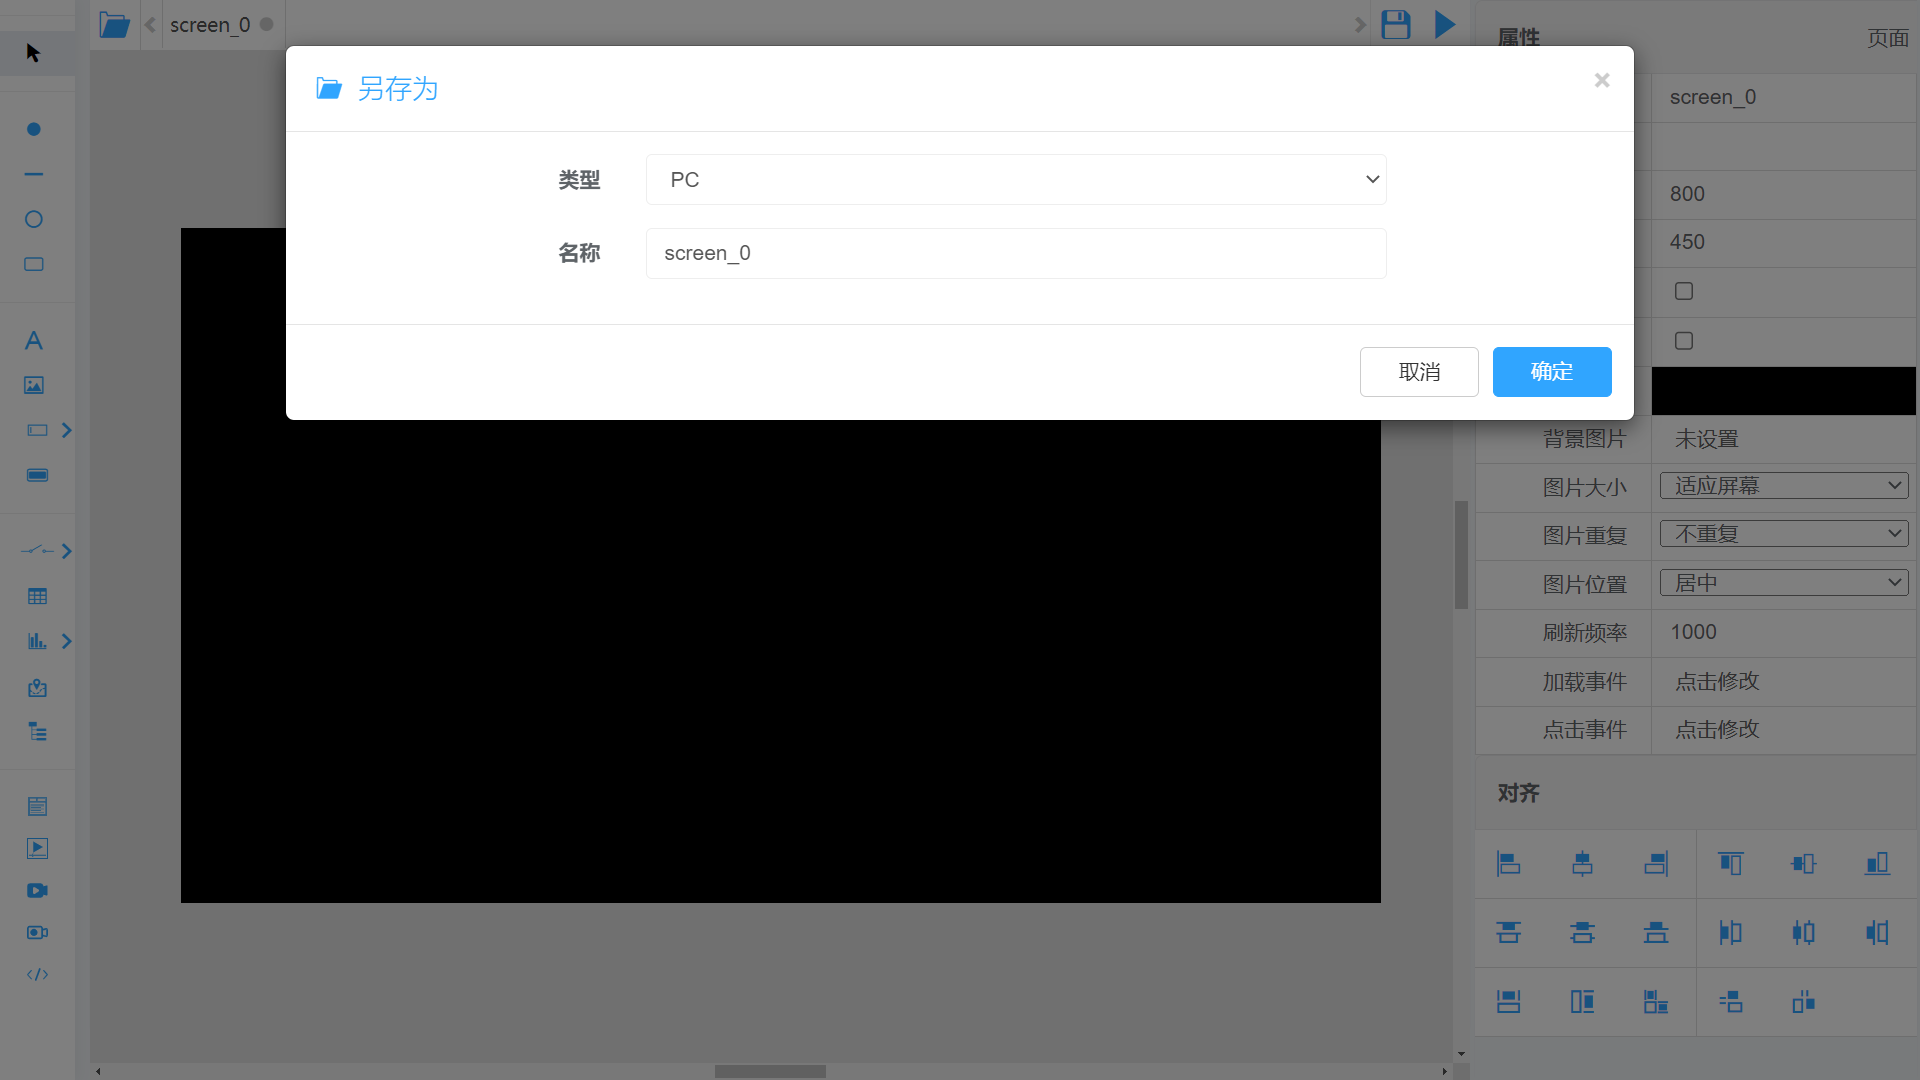 screen_0
属性
页面
另存为
×
类型
PC
名称
screen_0
取消
确定
screen_0
800
450
背景图片
未设置
图片大小
适应屏幕
图片重复
不重复
图片位置
居中
刷新频率
1000
加载事件
点击修改
点击事件
点击修改
对齐